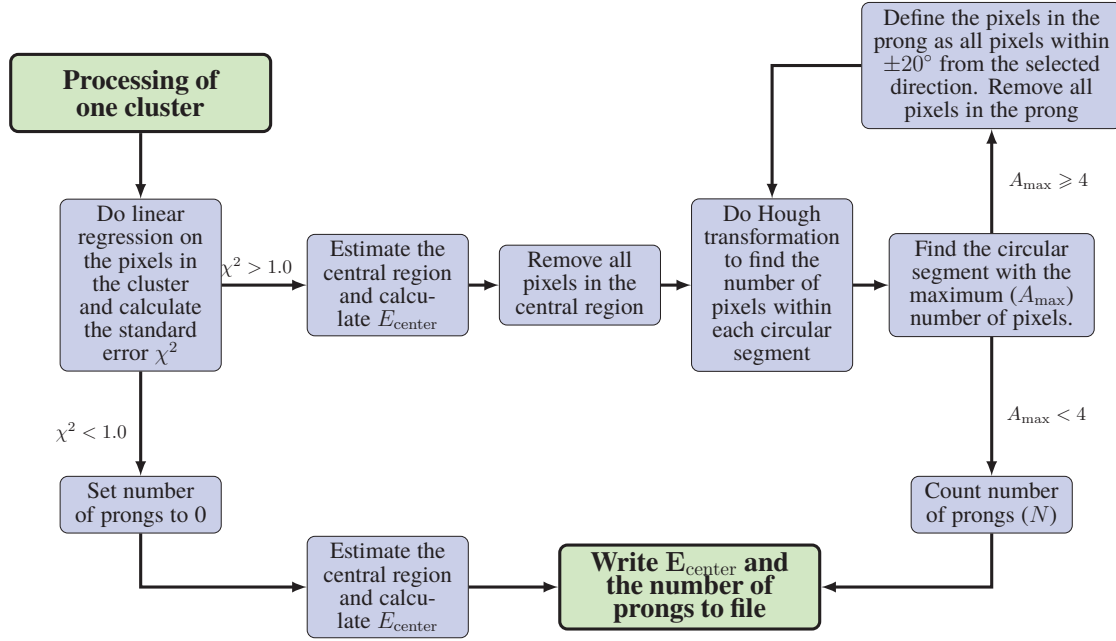 Processing of
one cluster
Define the pixels in the
prong as all pixels within
±20° from the selected
direction. Remove all
pixels in the prong
A_max ⩾ 4
Do linear
regression on
the pixels in
the cluster
and calculate
the standard
error χ²
χ² > 1.0
Estimate the
central region
and calcu-
late E_center
Remove all
pixels in the
central region
Do Hough
transformation
to find the
number of
pixels within
each circular
segment
Find the circular
segment with the
maximum (A_max)
number of pixels.
χ² < 1.0
A_max < 4
Set number
of prongs to 0
Count number
of prongs (N)
Estimate the
central region
and calcu-
late E_center
Write E_center and
the number of
prongs to file